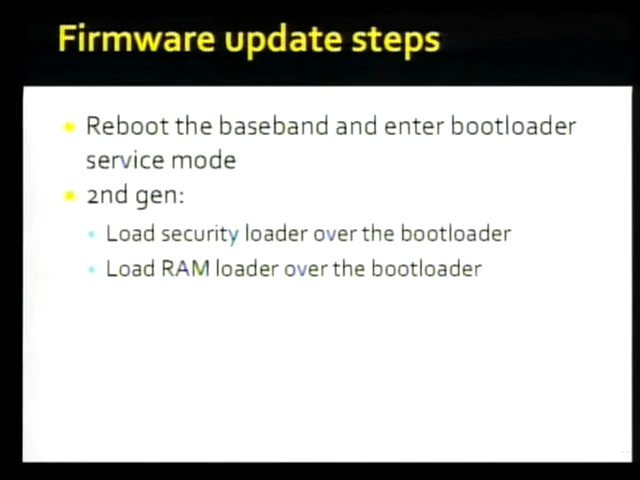 Firmware update steps
Reboot the baseband and enter bootloader
service mode
2nd gen:
Load security loader over the bootloader
Load RAM loader over the bootloader